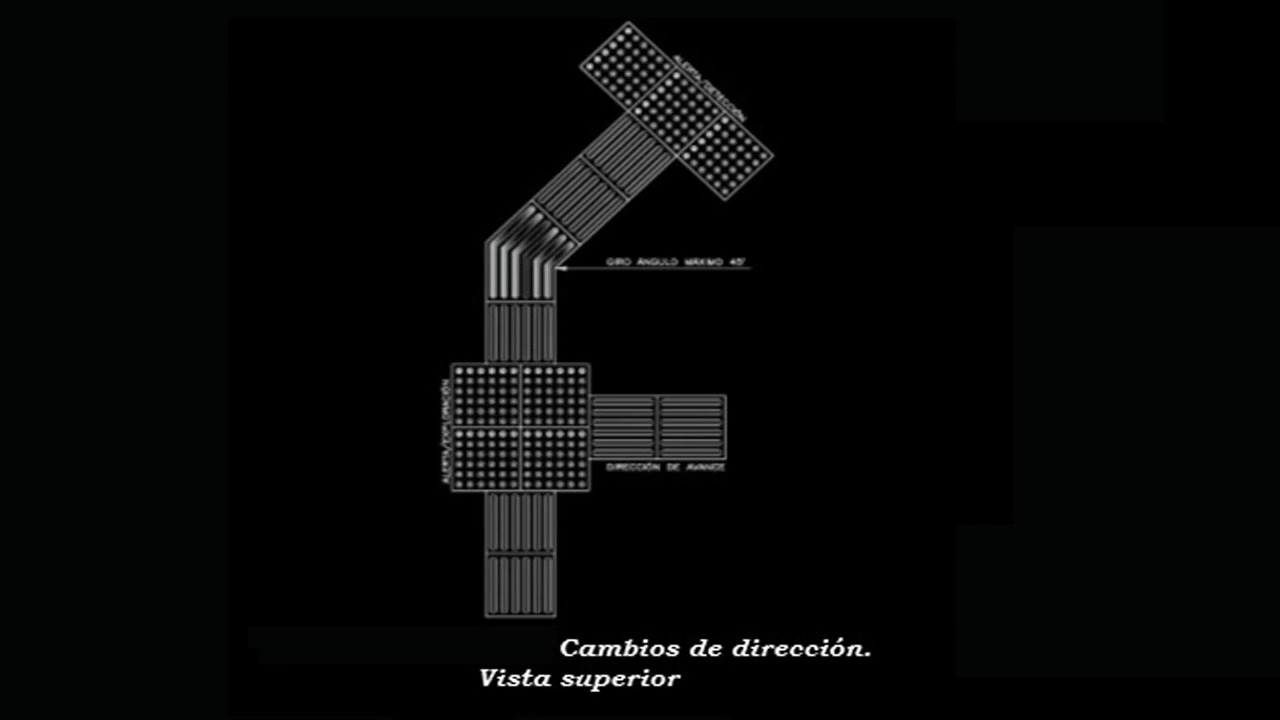 ALERTA/DETECCIÓN
GIRO ÁNGULO MÁXIMO 45°
ALERTA/EXPLORACIÓN
DIRECCIÓN DE AVANCE
Cambios de dirección.
Vista superior